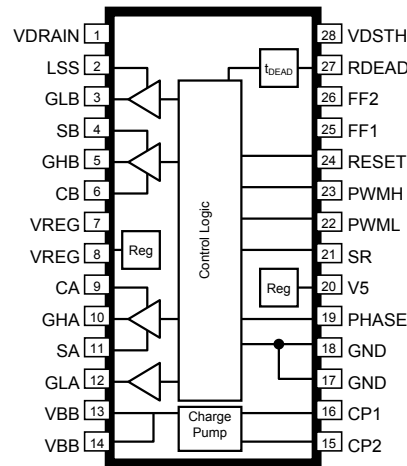 VDRAIN 1
LSS 2
GLB 3
SB 4
GHB 5
CB 6
VREG 7
VREG 8
CA 9
GHA 10
SA 11
GLA 12
VBB 13
VBB 14
28 VDSTH
27 RDEAD
26 FF2
25 FF1
24 RESET
23 PWMH
22 PWML
21 SR
20 V5
19 PHASE
18 GND
17 GND
16 CP1
15 CP2
tDEAD
Control Logic
Reg
Reg
Charge
Pump